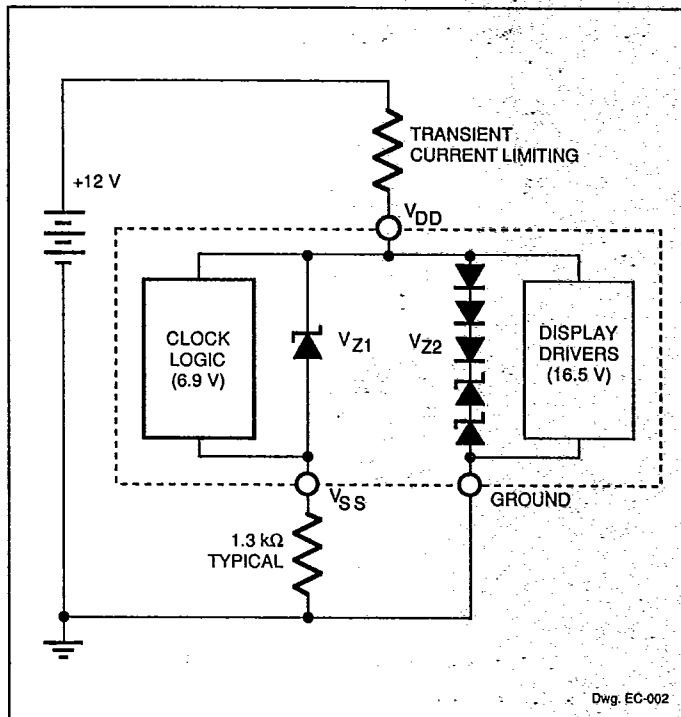 TRANSIENT
CURRENT LIMITING
+12 V
VDD
CLOCK
LOGIC
(6.9 V)
VZ1
VZ2
DISPLAY
DRIVERS
(16.5 V)
VSS
GROUND
1.3 kΩ
TYPICAL
Dwg. EC-002